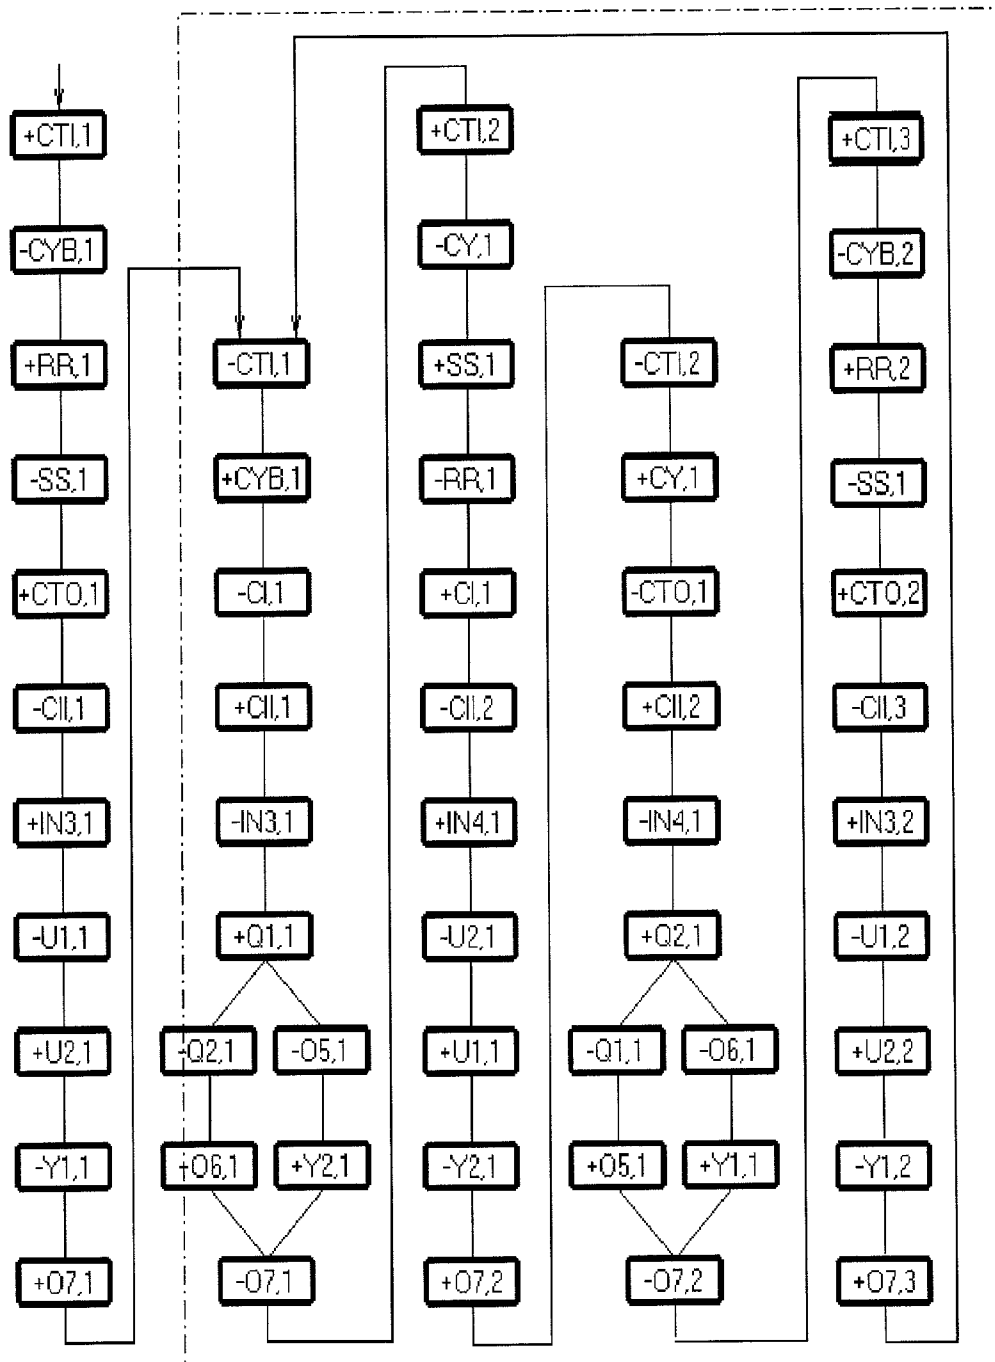 +CTI,1
-CYB,1
+RR,1
-SS,1
+CTO,1
-CII,1
+IN3,1
-U1,1
+U2,1
-Y1,1
+O7,1
-CTI,1
+CYB,1
-CI,1
+CII,1
-IN3,1
+Q1,1
-Q2,1
-O5,1
+O6,1
+Y2,1
-O7,1
+CTI,2
-CY,1
+SS,1
-RR,1
+CI,1
-CII,2
+IN4,1
-U2,1
+U1,1
-Y2,1
+O7,2
-CTI,2
+CY,1
-CTO,1
+CII,2
-IN4,1
+Q2,1
-Q1,1
-O6,1
+O5,1
+Y1,1
-O7,2
+CTI,3
-CYB,2
+RR,2
-SS,1
+CTO,2
-CII,3
+IN3,2
-U1,2
+U2,2
-Y1,2
+O7,3